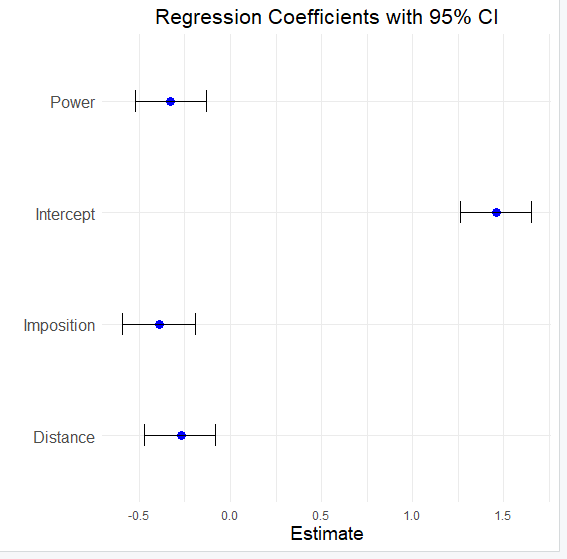 Regression Coefficients with 95% CI
Power
Intercept
Imposition
Distance
-0.5 0.0 0.5 1.0 1.5
Estimate